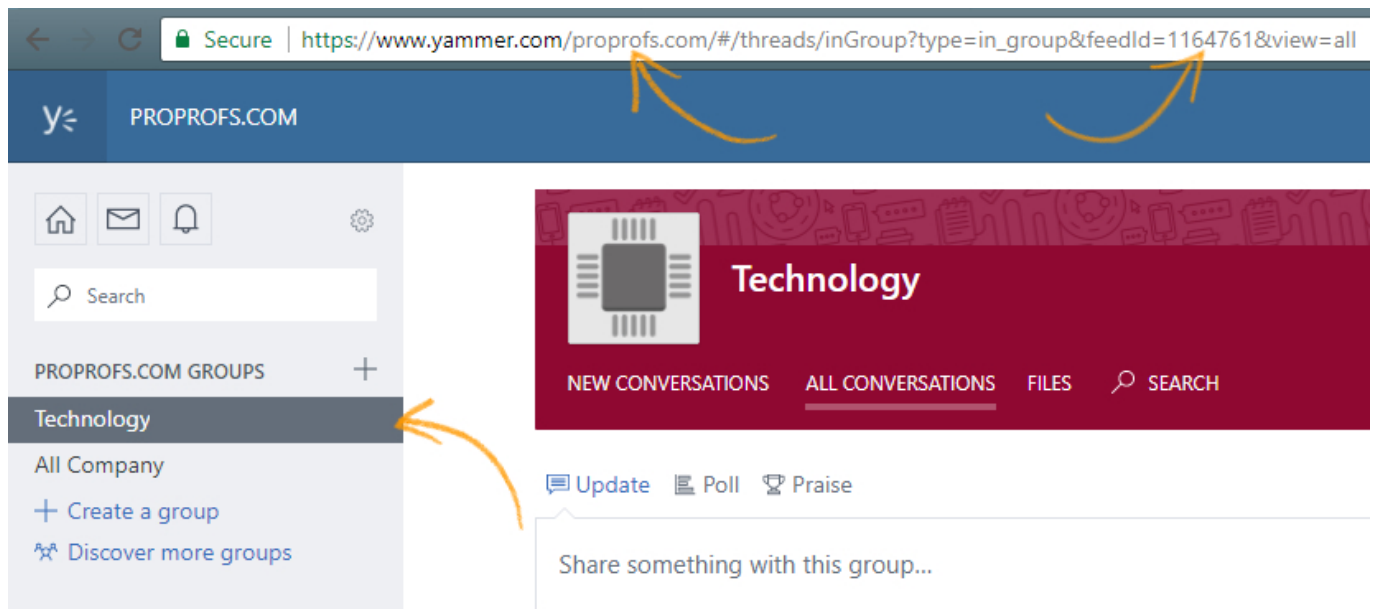 Secure | https://www.yammer.com/proprofs.com/#/threads/inGroup?type=in_group&feedId=1164761&view=all
PROPROFS.COM
Search
PROPROFS.COM GROUPS
Technology
All Company
Create a group
Discover more groups
Technology
NEW CONVERSATIONS ALL CONVERSATIONS FILES SEARCH
Update Poll Praise
Share something with this group...